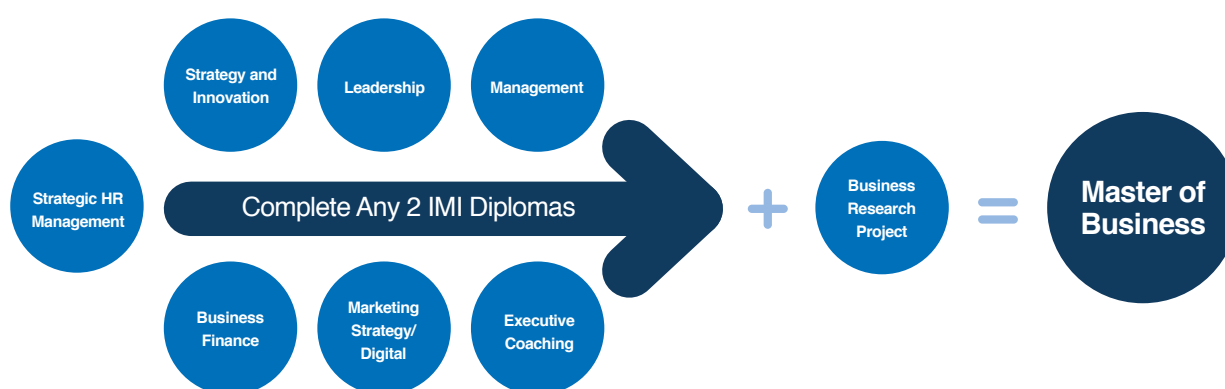 Strategy and
Innovation
Leadership
Management
Strategic HR
Management
Complete Any 2 IMI Diplomas
+
Business
Research
Project
=
Master of
Business
Business
Finance
Marketing
Strategy/
Digital
Executive
Coaching